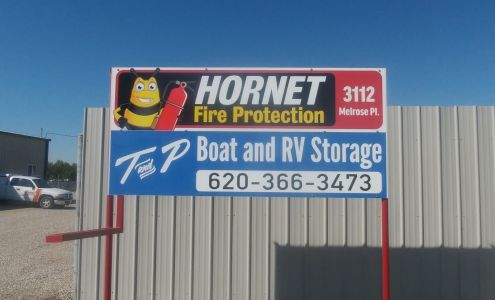 HORNET
Fire Protection
3112
Melrose Pl.
T AND P
Boat and RV Storage
620-366-3473